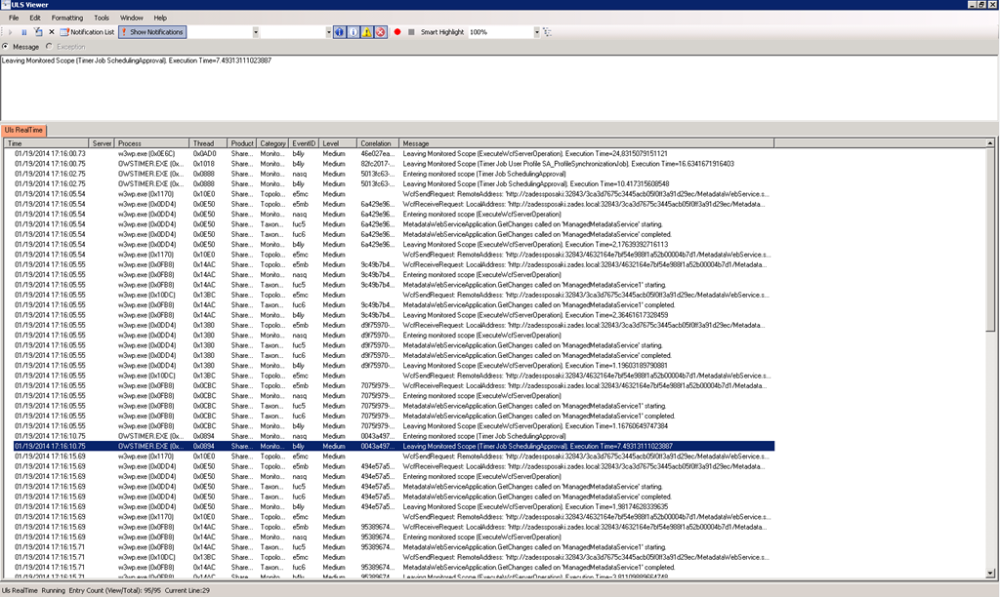 ULS Viewer
File Edit Formatting Tools Window Help
Notification List Show Notifications Smart Highlight 100%
Message Exception
Leaving Monitored Scope (Timer Job SchedulingApproval). Execution Time=7.49313111023887
Uls RealTime
Time Server Process Thread Product Category EventID Level Correlation Message
01/19/2014 17:16:00.73 w3wp.exe (0x0E6C) 0x0AD0 Share... Monito... b4ly Medium 46e027ea... Leaving Monitored Scope (ExecuteWcfServerOperation). Execution Time=24,8315079151121
01/19/2014 17:16:00.75 OWSTIMER.EXE (0x... 0x1018 Share... Monito... b4ly Medium 82fc2017-... Leaving Monitored Scope (Timer Job User Profile SA_ProfileSynchronizationJob). Execution Time=16.6341671916403
01/19/2014 17:16:02.75 OWSTIMER.EXE (0x... 0x0888 Share... Monito... nasq Medium 5013fc63-... Entering monitored scope (Timer Job SchedulingApproval)
01/19/2014 17:16:02.75 OWSTIMER.EXE (0x... 0x0888 Share... Monito... b4ly Medium 5013fc63-... Leaving Monitored Scope (Timer Job SchedulingApproval). Execution Time=10.417315608548
01/19/2014 17:16:05.54 w3wp.exe (0x1170) 0x10E0 Share... Topolo... e5mc Medium WcfSendRequest: RemoteAddress: 'http://zadessposaki:32843/3ca3d7675c3445acb05f0ff3a91d29ec/MetadataWebService.s...
01/19/2014 17:16:05.54 w3wp.exe (0x0DD4) 0x0E50 Share... Topolo... e5mb Medium 6a429e96... WcfReceiveRequest: LocalAddress: 'http://zadessposaki.zades.local:32843/3ca3d7675c3445acb05f0ff3a91d29ec/Metadata...
01/19/2014 17:16:05.54 w3wp.exe (0x0DD4) 0x0E50 Share... Monito... nasq Medium 6a429e96... Entering monitored scope (ExecuteWcfServerOperation)
01/19/2014 17:16:05.54 w3wp.exe (0x0DD4) 0x0E50 Share... Taxon... fuc5 Medium 6a429e96... MetadataWebServiceApplication.GetChanges called on 'ManagedMetadataService' starting.
01/19/2014 17:16:05.54 w3wp.exe (0x0DD4) 0x0E50 Share... Taxon... fuc6 Medium 6a429e96... MetadataWebServiceApplication.GetChanges called on 'ManagedMetadataService' completed.
01/19/2014 17:16:05.54 w3wp.exe (0x0DD4) 0x0E50 Share... Monito... b4ly Medium 6a429e96... Leaving Monitored Scope (ExecuteWcfServerOperation). Execution Time=2,17639392716113
01/19/2014 17:16:05.54 w3wp.exe (0x1170) 0x10E0 Share... Topolo... e5mc Medium WcfSendRequest: RemoteAddress: 'http://zadessposaki:32843/4632164e7bf54e988f1a52b00004b7d1/MetadataWebService.s...
01/19/2014 17:16:05.55 w3wp.exe (0x0FB8) 0x14AC Share... Topolo... e5mb Medium 9c49b7b4... WcfReceiveRequest: LocalAddress: 'http://zadessposaki.zades.local:32843/4632164e7bf54e988f1a52b00004b7d1/Metadata...
01/19/2014 17:16:05.55 w3wp.exe (0x0FB8) 0x14AC Share... Monito... nasq Medium 9c49b7b4... Entering monitored scope (ExecuteWcfServerOperation)
01/19/2014 17:16:05.55 w3wp.exe (0x0FB8) 0x14AC Share... Taxon... fuc5 Medium 9c49b7b4... MetadataWebServiceApplication.GetChanges called on 'ManagedMetadataService1' starting.
01/19/2014 17:16:05.55 w3wp.exe (0x10DC) 0x13BC Share... Topolo... e5mc Medium WcfSendRequest: RemoteAddress: 'http://zadessposaki:32843/3ca3d7675c3445acb05f0ff3a91d29ec/MetadataWebService.s...
01/19/2014 17:16:05.55 w3wp.exe (0x0FB8) 0x14AC Share... Taxon... fuc6 Medium 9c49b7b4... MetadataWebServiceApplication.GetChanges called on 'ManagedMetadataService1' completed.
01/19/2014 17:16:05.55 w3wp.exe (0x0FB8) 0x14AC Share... Monito... b4ly Medium 9c49b7b4... Leaving Monitored Scope (ExecuteWcfServerOperation). Execution Time=2,36461617328459
01/19/2014 17:16:05.55 w3wp.exe (0x0DD4) 0x1380 Share... Topolo... e5mb Medium d9f75970-... WcfReceiveRequest: LocalAddress: 'http://zadessposaki.zades.local:32843/3ca3d7675c3445acb05f0ff3a91d29ec/Metadata...
01/19/2014 17:16:05.55 w3wp.exe (0x0DD4) 0x1380 Share... Monito... nasq Medium d9f75970-... Entering monitored scope (ExecuteWcfServerOperation)
01/19/2014 17:16:05.55 w3wp.exe (0x0DD4) 0x1380 Share... Taxon... fuc5 Medium d9f75970-... MetadataWebServiceApplication.GetChanges called on 'ManagedMetadataService' starting.
01/19/2014 17:16:05.55 w3wp.exe (0x0DD4) 0x1380 Share... Taxon... fuc6 Medium d9f75970-... MetadataWebServiceApplication.GetChanges called on 'ManagedMetadataService' completed.
01/19/2014 17:16:05.55 w3wp.exe (0x0DD4) 0x1380 Share... Monito... b4ly Medium d9f75970-... Leaving Monitored Scope (ExecuteWcfServerOperation). Execution Time=1,19603189790881
01/19/2014 17:16:05.55 w3wp.exe (0x10DC) 0x13BC Share... Topolo... e5mc Medium WcfSendRequest: RemoteAddress: 'http://zadessposaki:32843/4632164e7bf54e988f1a52b00004b7d1/MetadataWebService.s...
01/19/2014 17:16:05.55 w3wp.exe (0x0FB8) 0x0CBC Share... Topolo... e5mb Medium 7075f979-... WcfReceiveRequest: LocalAddress: 'http://zadessposaki.zades.local:32843/4632164e7bf54e988f1a52b00004b7d1/Metadata...
01/19/2014 17:16:05.55 w3wp.exe (0x0FB8) 0x0CBC Share... Monito... nasq Medium 7075f979-... Entering monitored scope (ExecuteWcfServerOperation)
01/19/2014 17:16:05.55 w3wp.exe (0x0FB8) 0x0CBC Share... Taxon... fuc5 Medium 7075f979-... MetadataWebServiceApplication.GetChanges called on 'ManagedMetadataService1' starting.
01/19/2014 17:16:05.55 w3wp.exe (0x0FB8) 0x0CBC Share... Taxon... fuc6 Medium 7075f979-... MetadataWebServiceApplication.GetChanges called on 'ManagedMetadataService1' completed.
01/19/2014 17:16:05.55 w3wp.exe (0x0FB8) 0x0CBC Share... Monito... b4ly Medium 7075f979-... Leaving Monitored Scope (ExecuteWcfServerOperation). Execution Time=1,16760649747384
01/19/2014 17:16:10.75 OWSTIMER.EXE (0x... 0x0894 Share... Monito... nasq Medium 0043a497... Entering monitored scope (Timer Job SchedulingApproval)
01/19/2014 17:16:10.75 OWSTIMER.EXE (0x... 0x0894 Share... Monito... b4ly Medium 0043a497... Leaving Monitored Scope (Timer Job SchedulingApproval). Execution Time=7.49313111023887
01/19/2014 17:16:15.69 w3wp.exe (0x1170) 0x10E0 Share... Topolo... e5mc Medium WcfSendRequest: RemoteAddress: 'http://zadessposaki:32843/3ca3d7675c3445acb05f0ff3a91d29ec/MetadataWebService.s...
01/19/2014 17:16:15.69 w3wp.exe (0x0DD4) 0x0E50 Share... Topolo... e5mb Medium 494e57a5... WcfReceiveRequest: LocalAddress: 'http://zadessposaki.zades.local:32843/3ca3d7675c3445acb05f0ff3a91d29ec/Metadata...
01/19/2014 17:16:15.69 w3wp.exe (0x0DD4) 0x0E50 Share... Monito... nasq Medium 494e57a5... Entering monitored scope (ExecuteWcfServerOperation)
01/19/2014 17:16:15.69 w3wp.exe (0x0DD4) 0x0E50 Share... Taxon... fuc5 Medium 494e57a5... MetadataWebServiceApplication.GetChanges called on 'ManagedMetadataService' starting.
01/19/2014 17:16:15.69 w3wp.exe (0x0DD4) 0x0E50 Share... Taxon... fuc6 Medium 494e57a5... MetadataWebServiceApplication.GetChanges called on 'ManagedMetadataService' completed.
01/19/2014 17:16:15.69 w3wp.exe (0x0DD4) 0x0E50 Share... Monito... b4ly Medium 494e57a5... Leaving Monitored Scope (ExecuteWcfServerOperation). Execution Time=1,98174628339635
01/19/2014 17:16:15.69 w3wp.exe (0x1170) 0x10E0 Share... Topolo... e5mc Medium WcfSendRequest: RemoteAddress: 'http://zadessposaki:32843/4632164e7bf54e988f1a52b00004b7d1/MetadataWebService.s...
01/19/2014 17:16:15.69 w3wp.exe (0x0FB8) 0x14AC Share... Topolo... e5mb Medium 95389674... WcfReceiveRequest: LocalAddress: 'http://zadessposaki.zades.local:32843/4632164e7bf54e988f1a52b00004b7d1/Metadata...
01/19/2014 17:16:15.69 w3wp.exe (0x0FB8) 0x14AC Share... Monito... nasq Medium 95389674... Entering monitored scope (ExecuteWcfServerOperation)
01/19/2014 17:16:15.71 w3wp.exe (0x0FB8) 0x14AC Share... Taxon... fuc5 Medium 95389674... MetadataWebServiceApplication.GetChanges called on 'ManagedMetadataService1' starting.
01/19/2014 17:16:15.71 w3wp.exe (0x10DC) 0x13BC Share... Topolo... e5mc Medium WcfSendRequest: RemoteAddress: 'http://zadessposaki:32843/3ca3d7675c3445acb05f0ff3a91d29ec/MetadataWebService.s...
01/19/2014 17:16:15.71 w3wp.exe (0x0FB8) 0x14AC Share... Taxon... fuc6 Medium 95389674... MetadataWebServiceApplication.GetChanges called on 'ManagedMetadataService1' completed.
01/19/2014 17:16:15.71 w3wp.exe (0x0FB8) 0x14AC Share... Monito... b4ly Medium 95389674... Leaving Monitored Scope (ExecuteWcfServerOperation). Execution
Uls RealTime Running Entry Count (View/Total): 95/95 Current Line:29